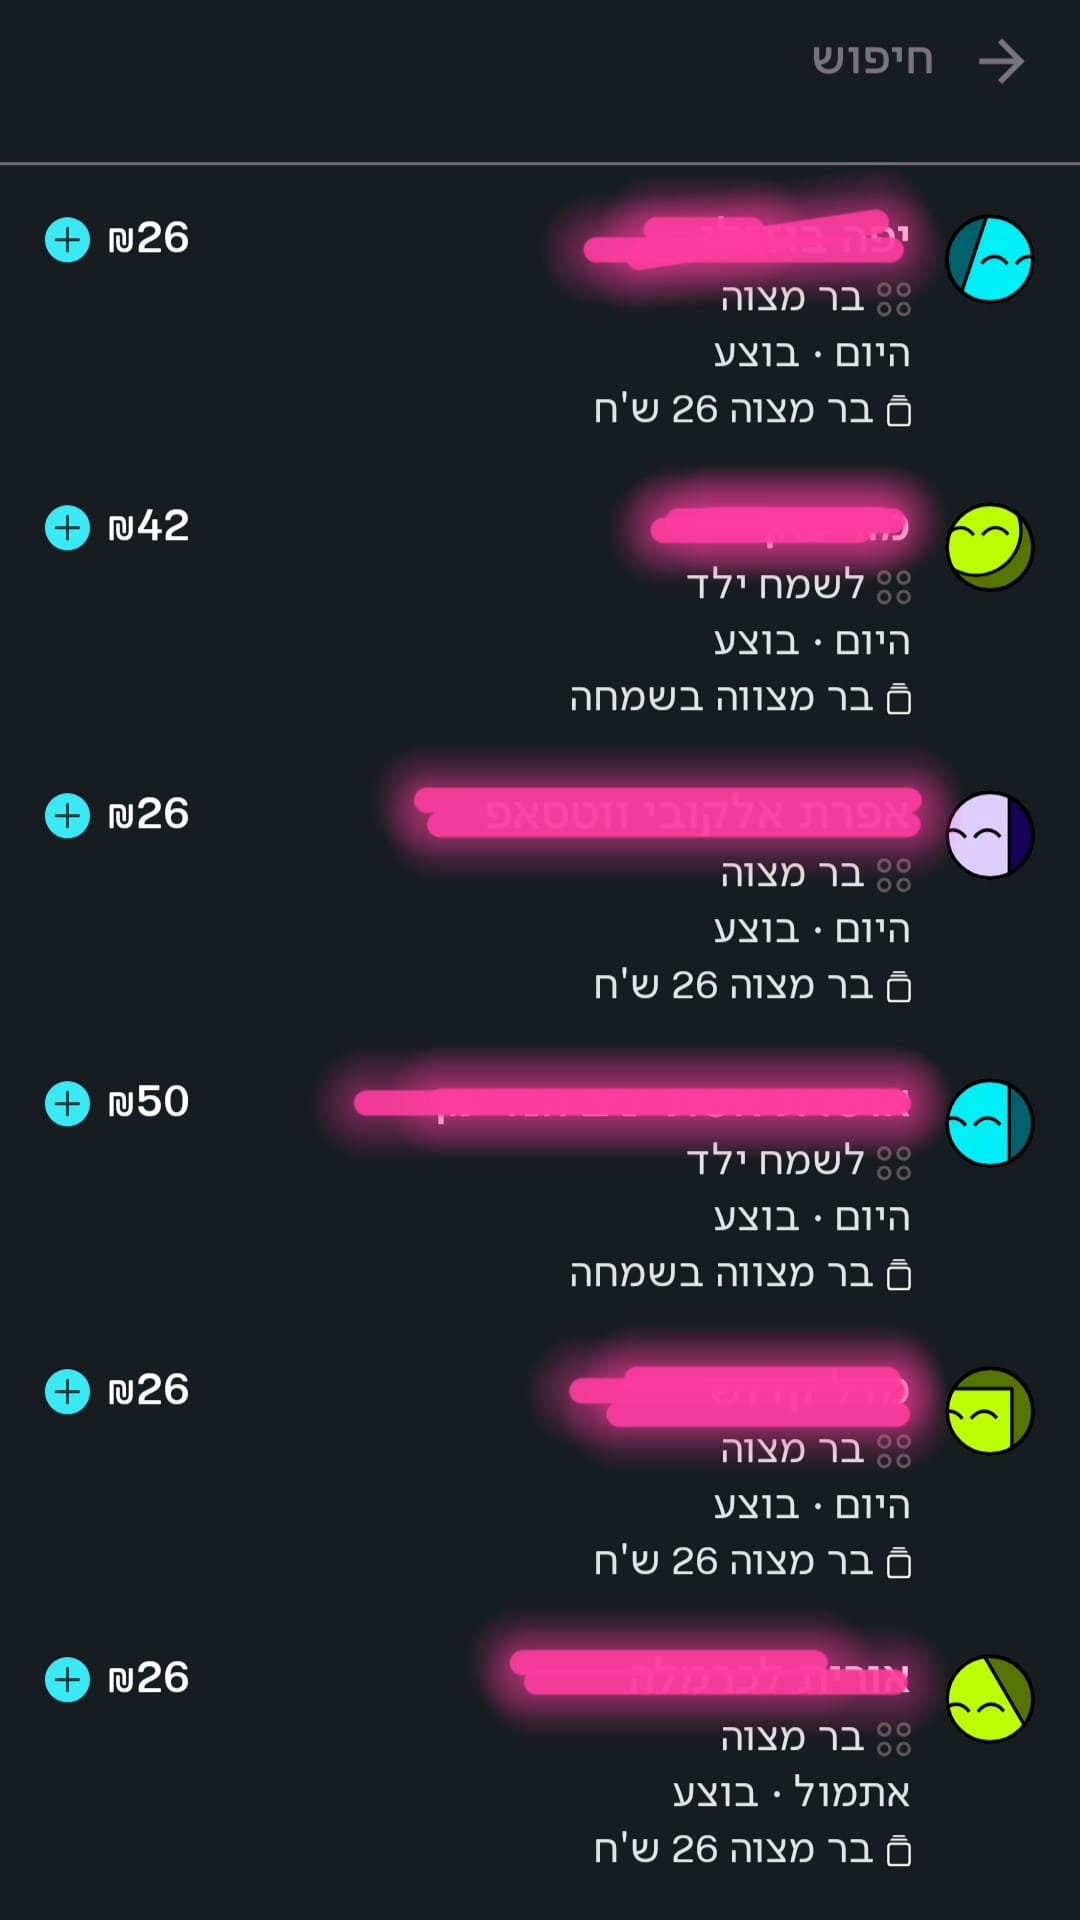 חיפוש
₪26
בר מצוה
היום · בוצע
בר מצוה 26 ש'ח
₪42
לשמח ילד
היום · בוצע
בר מצווה בשמחה
₪26
בר מצוה
היום · בוצע
בר מצוה 26 ש'ח
₪50
לשמח ילד
היום · בוצע
בר מצווה בשמחה
₪26
בר מצוה
היום · בוצע
בר מצוה 26 ש'ח
₪26
בר מצוה
אתמול · בוצע
בר מצוה 26 ש'ח